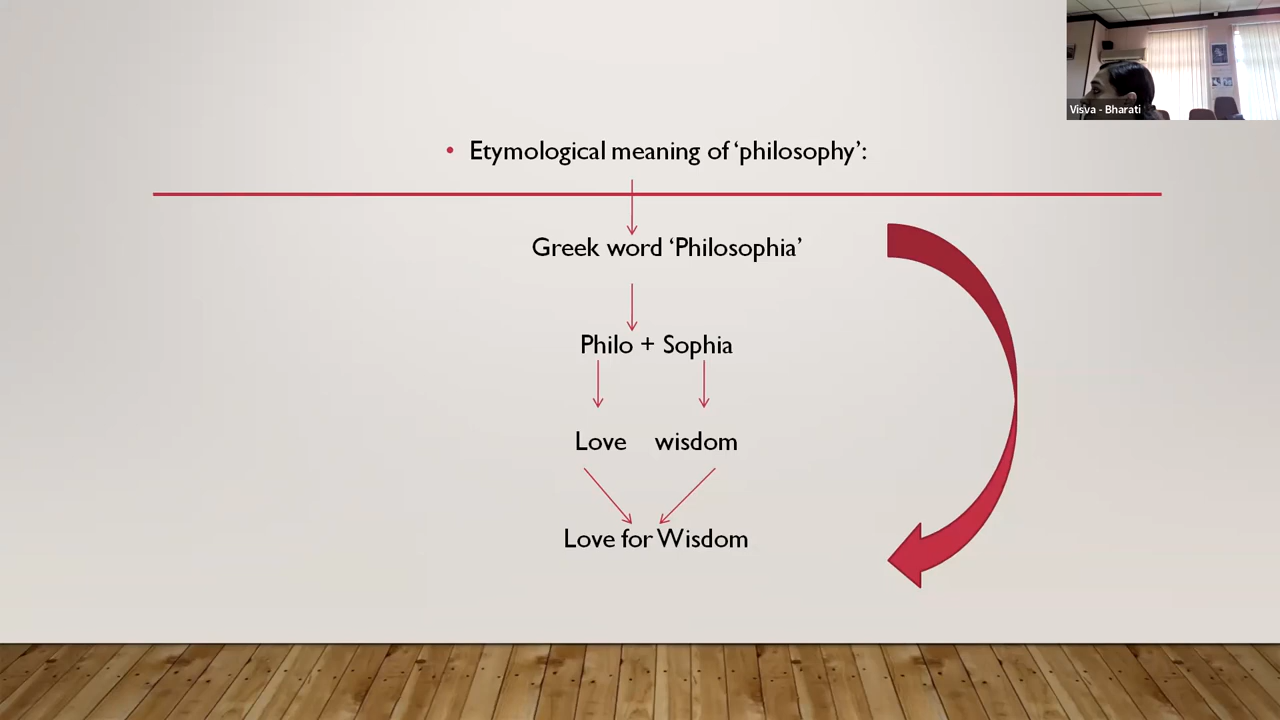 Visva - Bharati
• Etymological meaning of ‘philosophy’:
Greek word ‘Philosophia’
Philo + Sophia
Love wisdom
Love for Wisdom